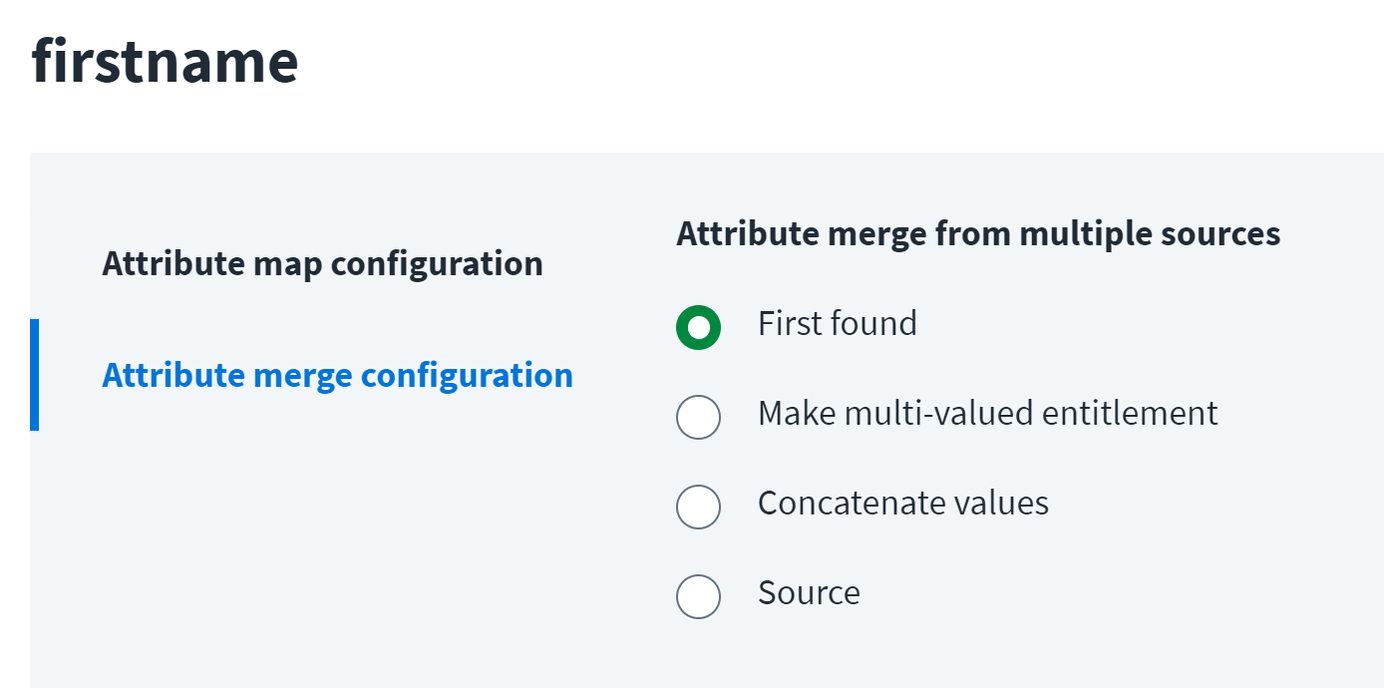 firstname
Attribute map configuration
Attribute merge configuration
Attribute merge from multiple sources
First found
Make multi-valued entitlement
Concatenate values
Source